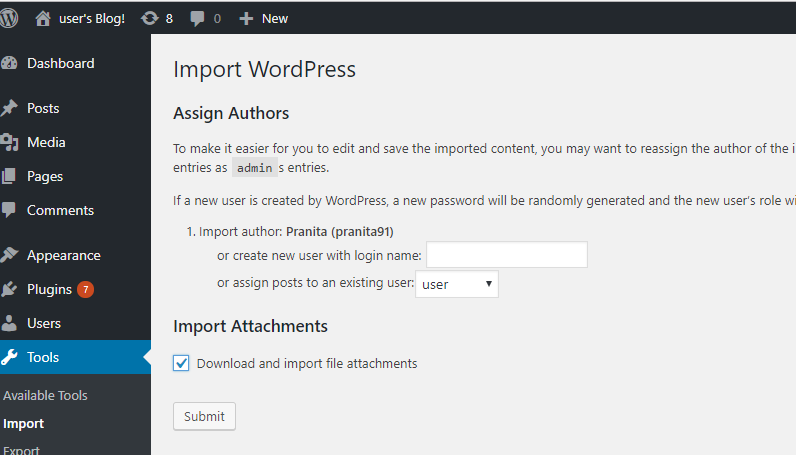 user's Blog! 8 0 New
Dashboard
Posts
Media
Pages
Comments
Appearance
Plugins 7
Users
Tools
Available Tools
Import
Export
Import WordPress
Assign Authors
To make it easier for you to edit and save the imported content, you may want to reassign the author of the i
entries as admin s entries.
If a new user is created by WordPress, a new password will be randomly generated and the new user's role wi
1. Import author: Pranita (pranita91)
or create new user with login name:
or assign posts to an existing user: user
Import Attachments
Download and import file attachments
Submit